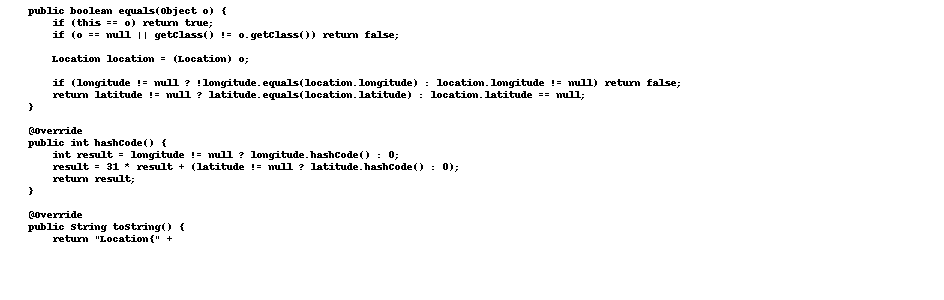 public boolean equals(Object o) {
if (this == o) return true;
if (o == null || getClass() != o.getClass()) return false;
Location location = (Location) o;
if (longitude != null ? !longitude.equals(location.longitude) : location.longitude != null) return false;
return latitude != null ? latitude.equals(location.latitude) : location.latitude == null;
}
@Override
public int hashCode() {
int result = longitude != null ? longitude.hashCode() : 0;
result = 31 * result + (latitude != null ? latitude.hashCode() : 0);
return result;
}
@Override
public String toString() {
return "Location{" +